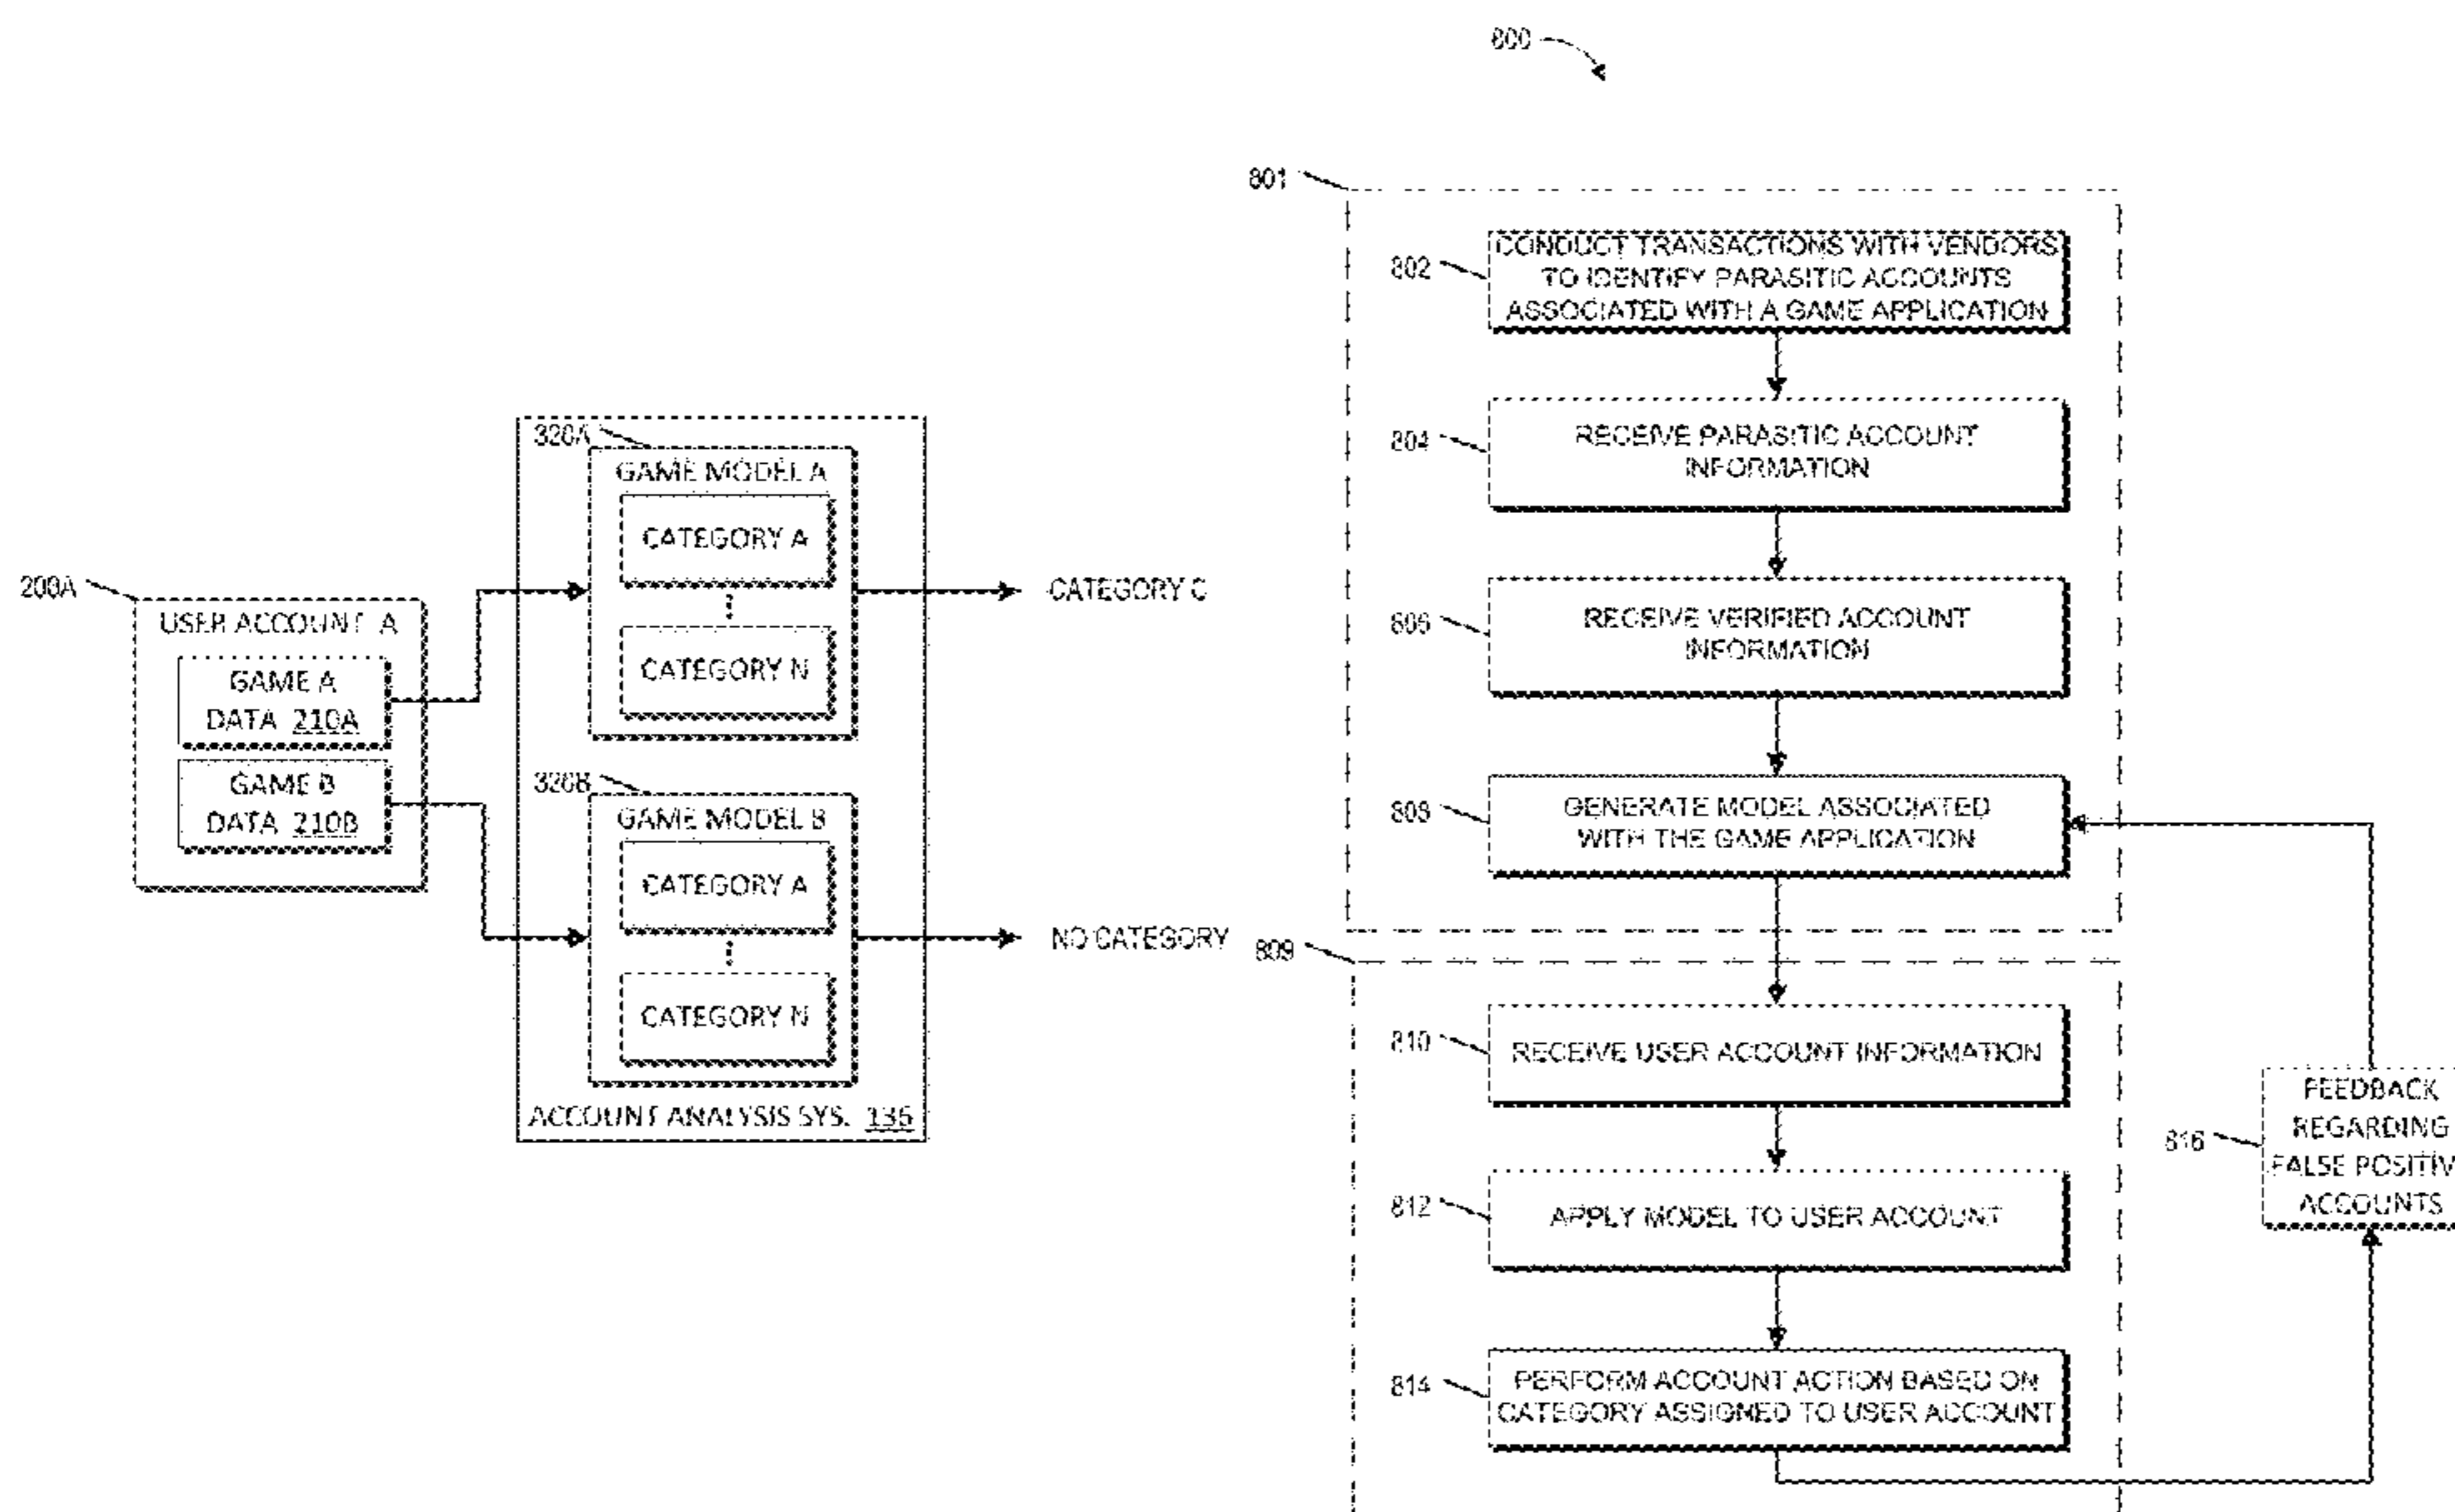 200A
USER ACCOUNT A
GAME A
DATA 210A
GAME B
DATA 210B
320A
GAME MODEL A
CATEGORY A
CATEGORY N
320B
GAME MODEL B
CATEGORY A
CATEGORY N
ACCOUNT ANALYSIS SYS. 136
CATEGORY C
NO CATEGORY
800
801
802
CONDUCT TRANSACTIONS WITH VENDORS
TO IDENTIFY PARASITIC ACCOUNTS
ASSOCIATED WITH A GAME APPLICATION
804
RECEIVE PARASITIC ACCOUNT
INFORMATION
806
RECEIVE VERIFIED ACCOUNT
INFORMATION
808
GENERATE MODEL ASSOCIATED
WITH THE GAME APPLICATION
809
810
RECEIVE USER ACCOUNT INFORMATION
812
APPLY MODEL TO USER ACCOUNT
814
PERFORM ACCOUNT ACTION BASED ON
CATEGORY ASSIGNED TO USER ACCOUNT
816
FEEDBACK
REGARDING
FALSE POSITIV
ACCOUNTS